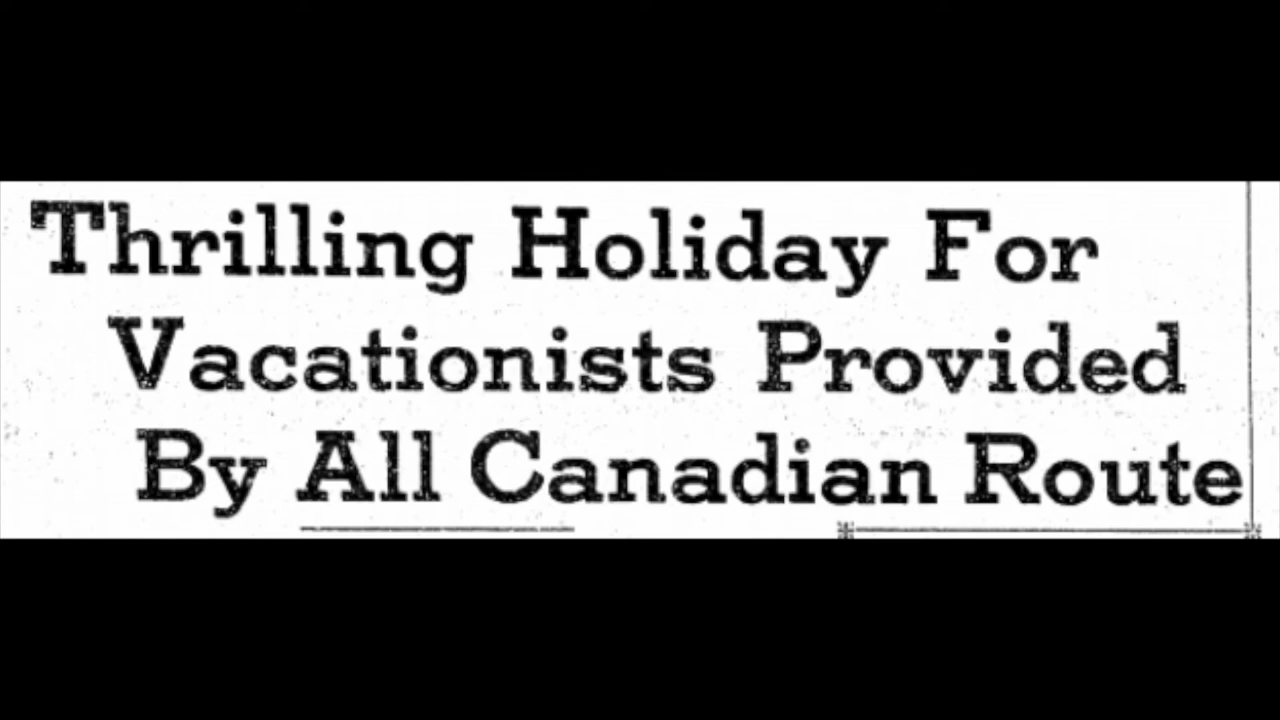 Thrilling Holiday For
Vacationists Provided
By All Canadian Route